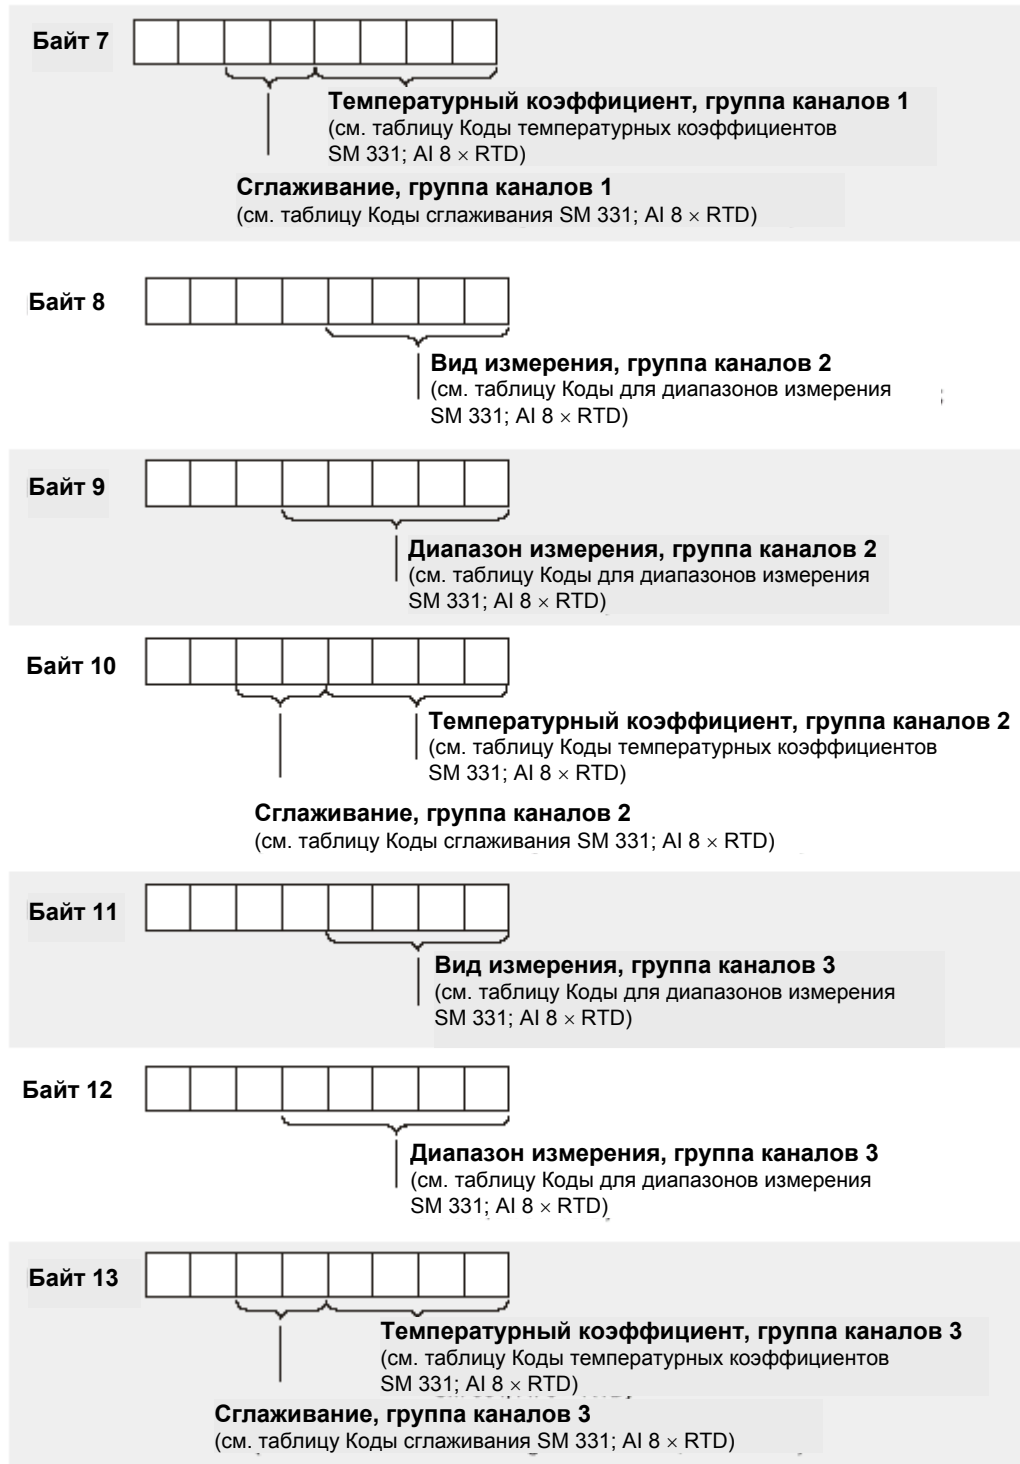 Байт 7
Температурный коэффициент, группа каналов 1
(см. таблицу Коды температурных коэффициентов
SM 331; AI 8 × RTD)
Сглаживание, группа каналов 1
(см. таблицу Коды сглаживания SM 331; AI 8 × RTD)
Байт 8
Вид измерения, группа каналов 2
(см. таблицу Коды для диапазонов измерения
SM 331; AI 8 × RTD)
Байт 9
Диапазон измерения, группа каналов 2
(см. таблицу Коды для диапазонов измерения
SM 331; AI 8 × RTD)
Байт 10
Температурный коэффициент, группа каналов 2
(см. таблицу Коды температурных коэффициентов
SM 331; AI 8 × RTD)
Сглаживание, группа каналов 2
(см. таблицу Коды сглаживания SM 331; AI 8 × RTD)
Байт 11
Вид измерения, группа каналов 3
(см. таблицу Коды для диапазонов измерения
SM 331; AI 8 × RTD)
Байт 12
Диапазон измерения, группа каналов 3
(см. таблицу Коды для диапазонов измерения
SM 331; AI 8 × RTD)
Байт 13
Температурный коэффициент, группа каналов 3
(см. таблицу Коды температурных коэффициентов
SM 331; AI 8 × RTD)
Сглаживание, группа каналов 3
(см. таблицу Коды сглаживания SM 331; AI 8 × RTD)